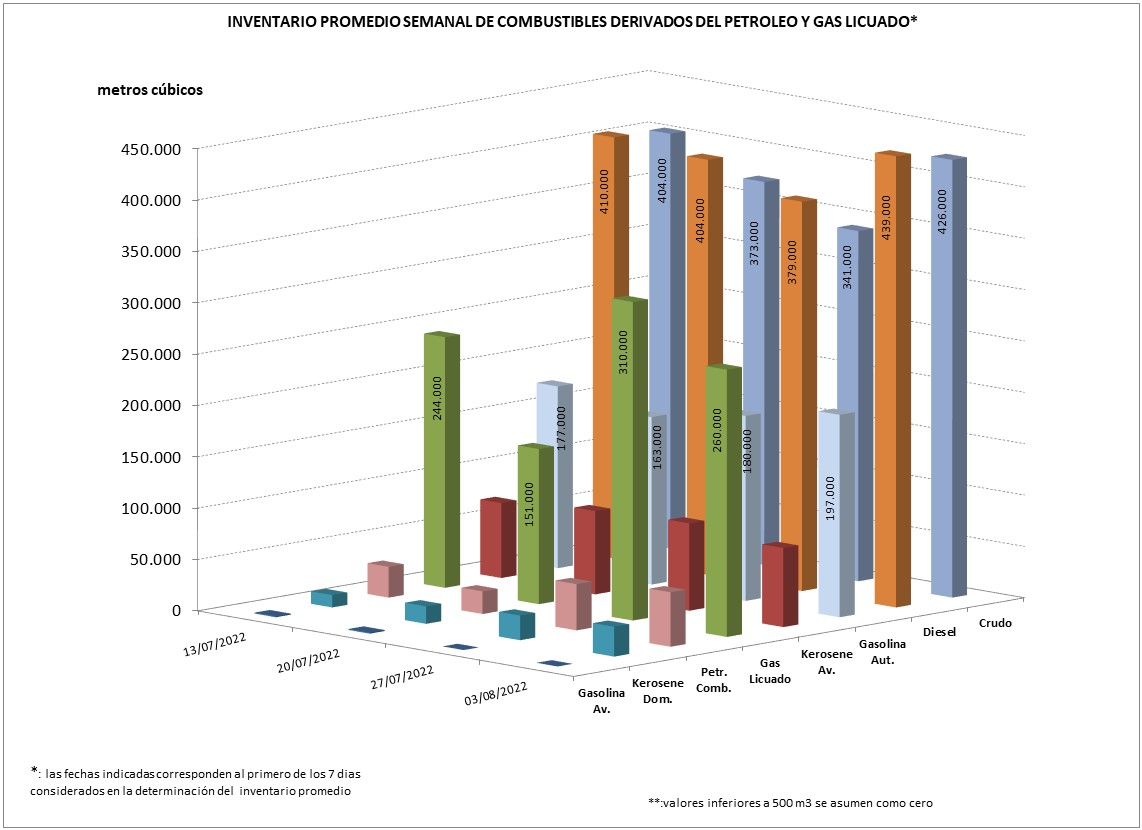 INVENTARIO PROMEDIO SEMANAL DE COMBUSTIBLES DERIVADOS DEL PETROLEO Y GAS LICUADO*
metros cúbicos
450.000
400.000
350.000
300.000
250.000
200.000
150.000
100.000
50.000
0
410.000
404.000
404.000
373.000
379.000
341.000
439.000
426.000
244.000
177.000
151.000
310.000
163.000
260.000
180.000
197.000
13/07/2022
20/07/2022
27/07/2022
03/08/2022
Gasolina
Av.
Kerosene
Dom.
Petr.
Comb.
Gas
Licuado
Kerosene
Av.
Gasolina
Aut.
Diesel
Crudo
*: las fechas indicadas corresponden al primero de los 7 dias
considerados en la determinación del inventario promedio
**:valores inferiores a 500 m3 se asumen como cero